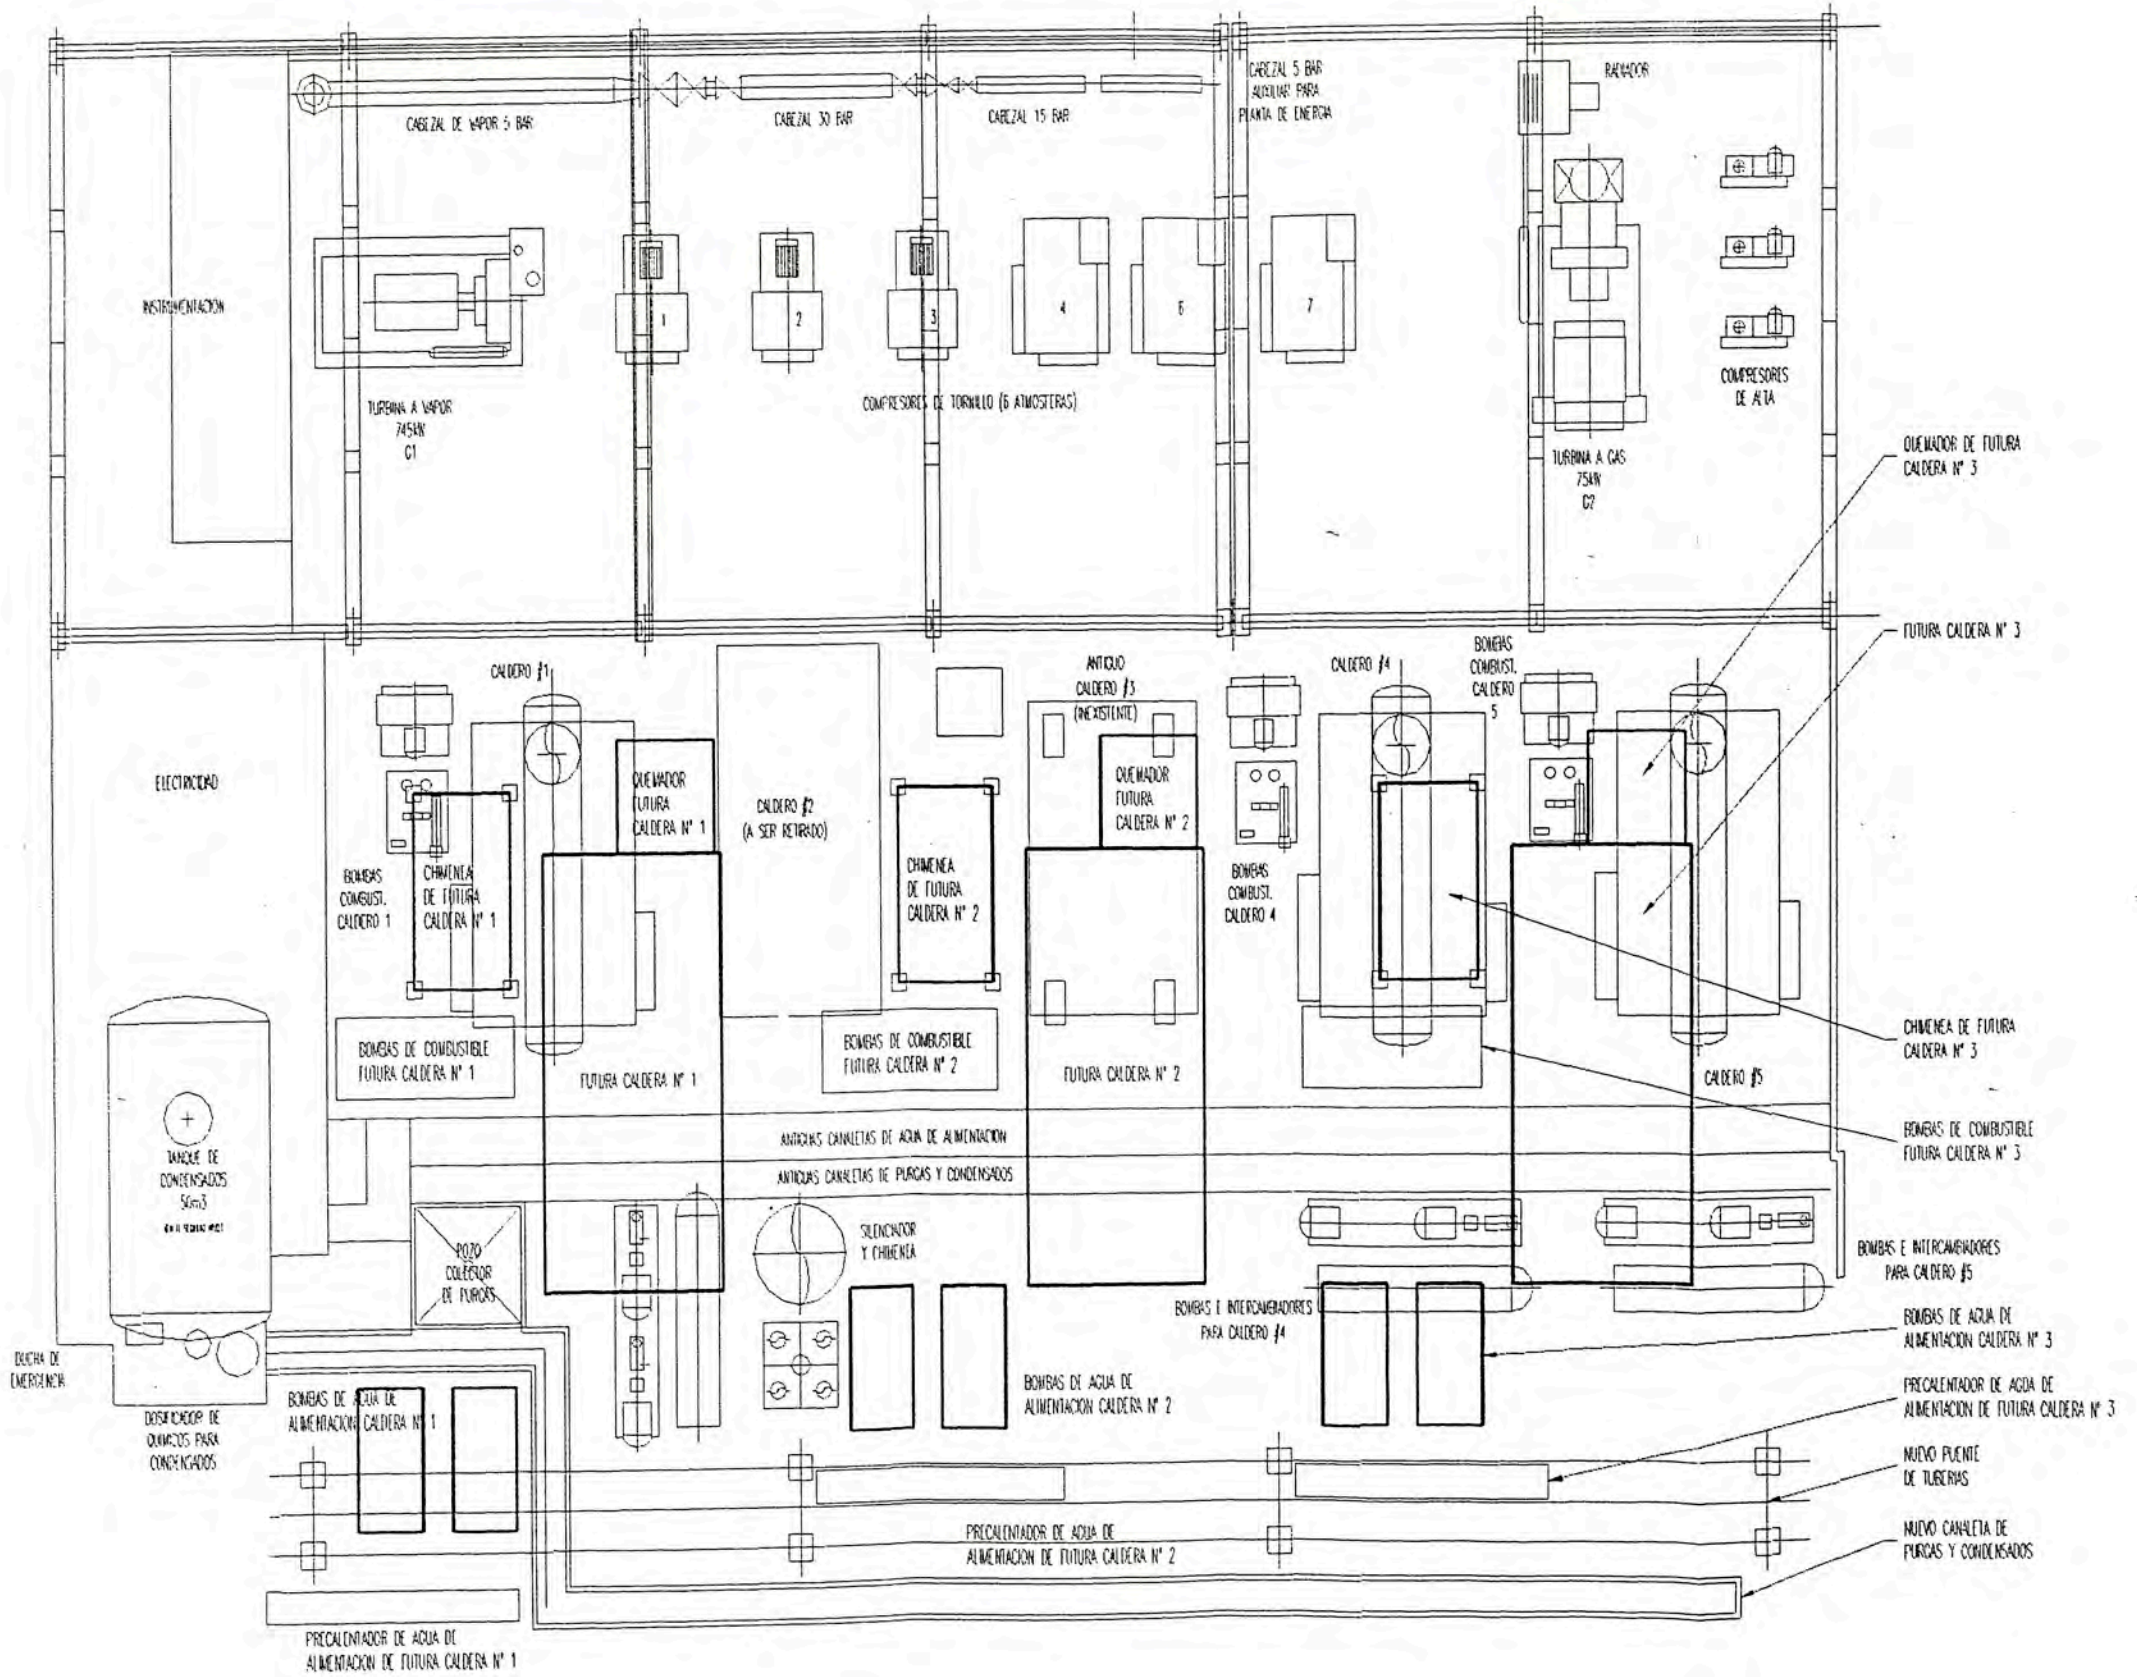 CABEZAL DE VAPOR 5 BAR
CABEZAL 30 BAR
CABEZAL 15 BAR
CABEZAL 5 BAR
AUXILIAR PARA
PLANTA DE ENERGIA
RADIADOR
INSTRUMENTACION
1
2
3
4
6
7
TURBINA A VAPOR
745kW
G1
COMPRESORES DE TORNILLO (6 ATMOSFERAS)
COMPRESORES
DE ALTA
TURBINA A GAS
75kW
G2
QUEMADOR DE FUTURA
CALDERA N° 3
FUTURA CALDERA N° 3
CALDERO #1
ANTIGUO
CALDERO #3
(INEXISTENTE)
CALDERO #4
BOMBAS
COMBUST.
CALDERO
5
ELECTRICIDAD
QUEMADOR
FUTURA
CALDERA N° 1
CALDERO #2
(A SER RETIRADO)
QUEMADOR
FUTURA
CALDERA N° 2
BOMBAS
COMBUST.
CALDERO 1
CHIMENEA
DE FUTURA
CALDERA N° 1
CHIMENEA
DE FUTURA
CALDERA N° 2
BOMBAS
COMBUST.
CALDERO 4
CHIMENEA DE FUTURA
CALDERA N° 3
BOMBAS DE COMBUSTIBLE
FUTURA CALDERA N° 1
FUTURA CALDERA N° 1
BOMBAS DE COMBUSTIBLE
FUTURA CALDERA N° 2
FUTURA CALDERA N° 2
CALDERO #5
BOMBAS DE COMBUSTIBLE
FUTURA CALDERA N° 3
TANQUE DE
CONDENSADOS
50m3
ANTIGUAS CANALETAS DE AGUA DE ALIMENTACION
ANTIGUAS CANALETAS DE PURGAS Y CONDENSADOS
POZO
COLECTOR
DE PURGAS
SILENCIADOR
Y CHIMENEA
BOMBAS E INTERCAMBIADORES
PARA CALDERO #5
BOMBAS E INTERCAMBIADORES
PARA CALDERO #4
BOMBAS DE AGUA DE
ALIMENTACION CALDERA N° 3
DUCHA DE
EMERGENCIA
BOMBAS DE AGUA DE
ALIMENTACION CALDERA N° 1
BOMBAS DE AGUA DE
ALIMENTACION CALDERA N° 2
PRECALENTADOR DE AGUA DE
ALIMENTACION DE FUTURA CALDERA N° 3
DOSIFICADOR DE
QUIMICOS PARA
CONDENSADOS
NUEVO PUENTE
DE TUBERIAS
PRECALENTADOR DE AGUA DE
ALIMENTACION DE FUTURA CALDERA N° 2
NUEVO CANALETA DE
PURGAS Y CONDENSADOS
PRECALENTADOR DE AGUA DE
ALIMENTACION DE FUTURA CALDERA N° 1